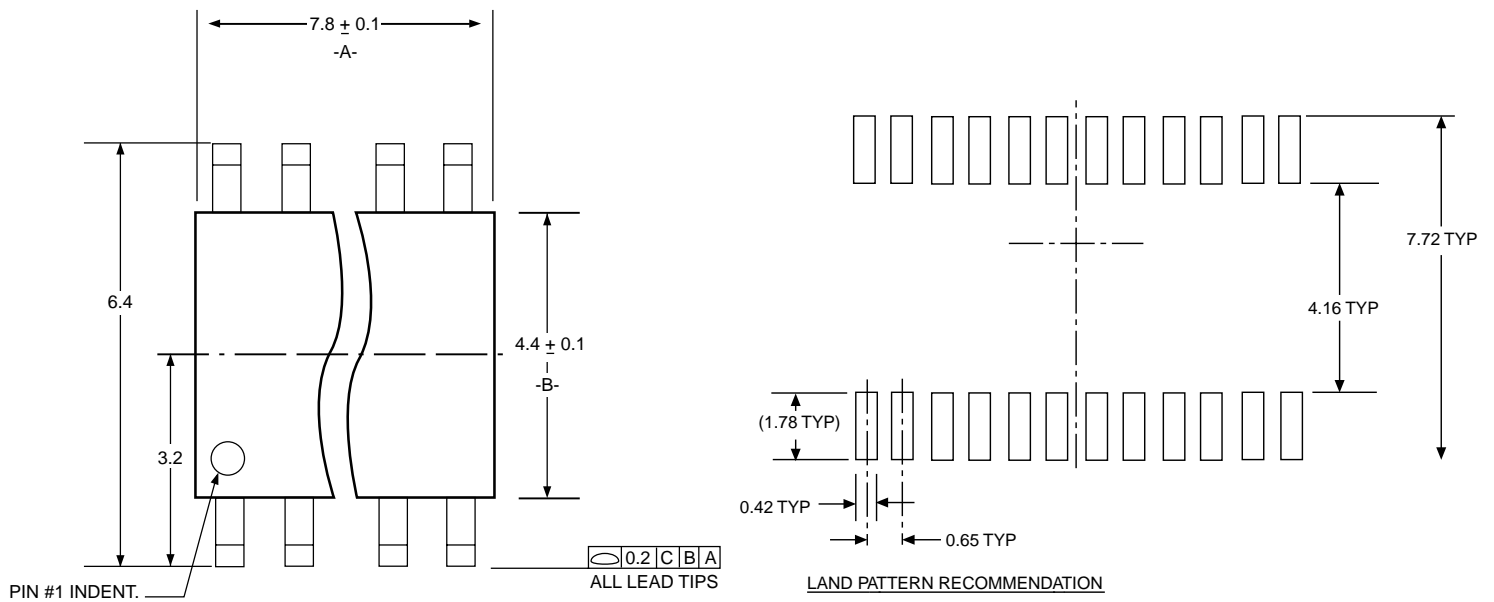 7.8 ± 0.1
-A-
6.4
3.2
4.4 ± 0.1
-B-
PIN #1 INDENT.
0.2 C B A
ALL LEAD TIPS
7.72 TYP
4.16 TYP
(1.78 TYP)
0.42 TYP
0.65 TYP
LAND PATTERN RECOMMENDATION